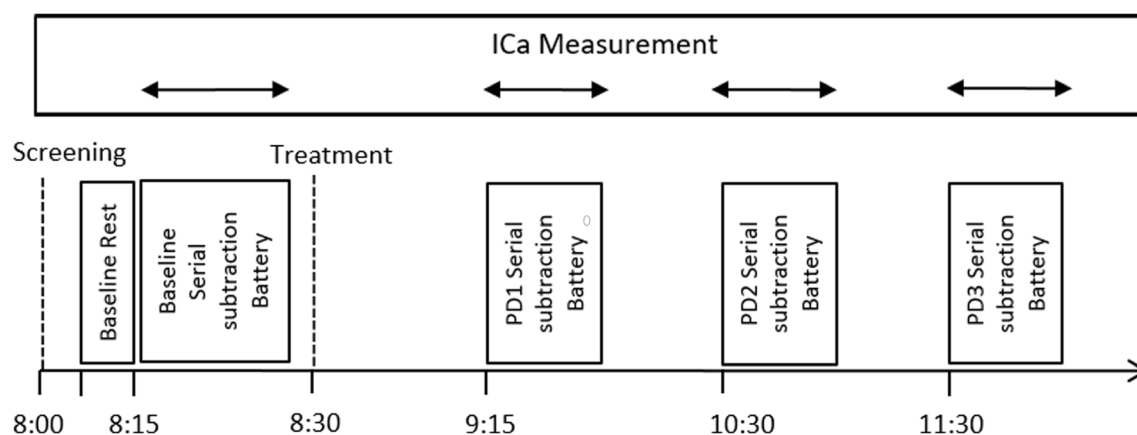 ICa Measurement
Screening
Treatment
Baseline Rest
Baseline
Serial
subtraction
Battery
PD1 Serial
subtraction
Battery
PD2 Serial
subtraction
Battery
PD3 Serial
subtraction
Battery
8:00
8:15
8:30
9:15
10:30
11:30